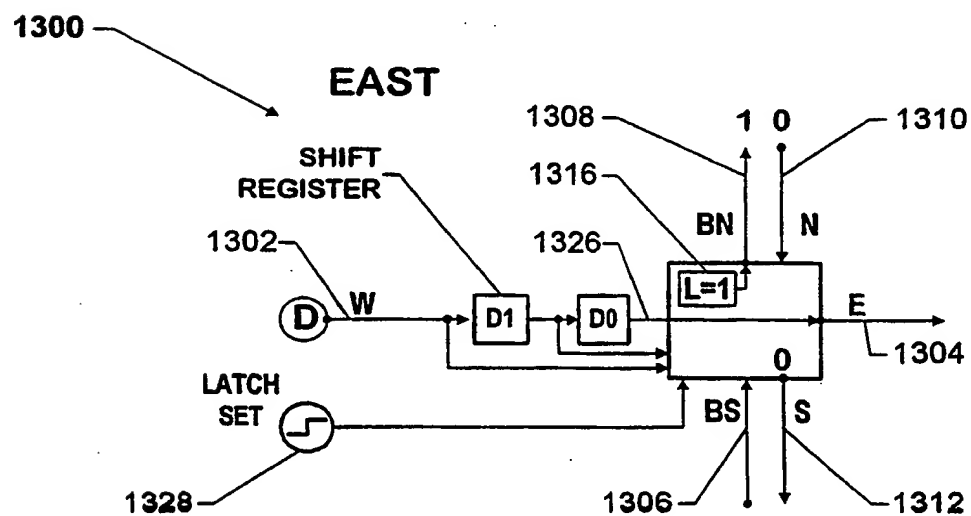 1300
EAST
1308
1 0
1310
SHIFT
REGISTER
1316
BN
N
1302
1326
L=1
D
W
D1
D0
E
1304
0
LATCH
SET
BS
S
1328
1306
1312